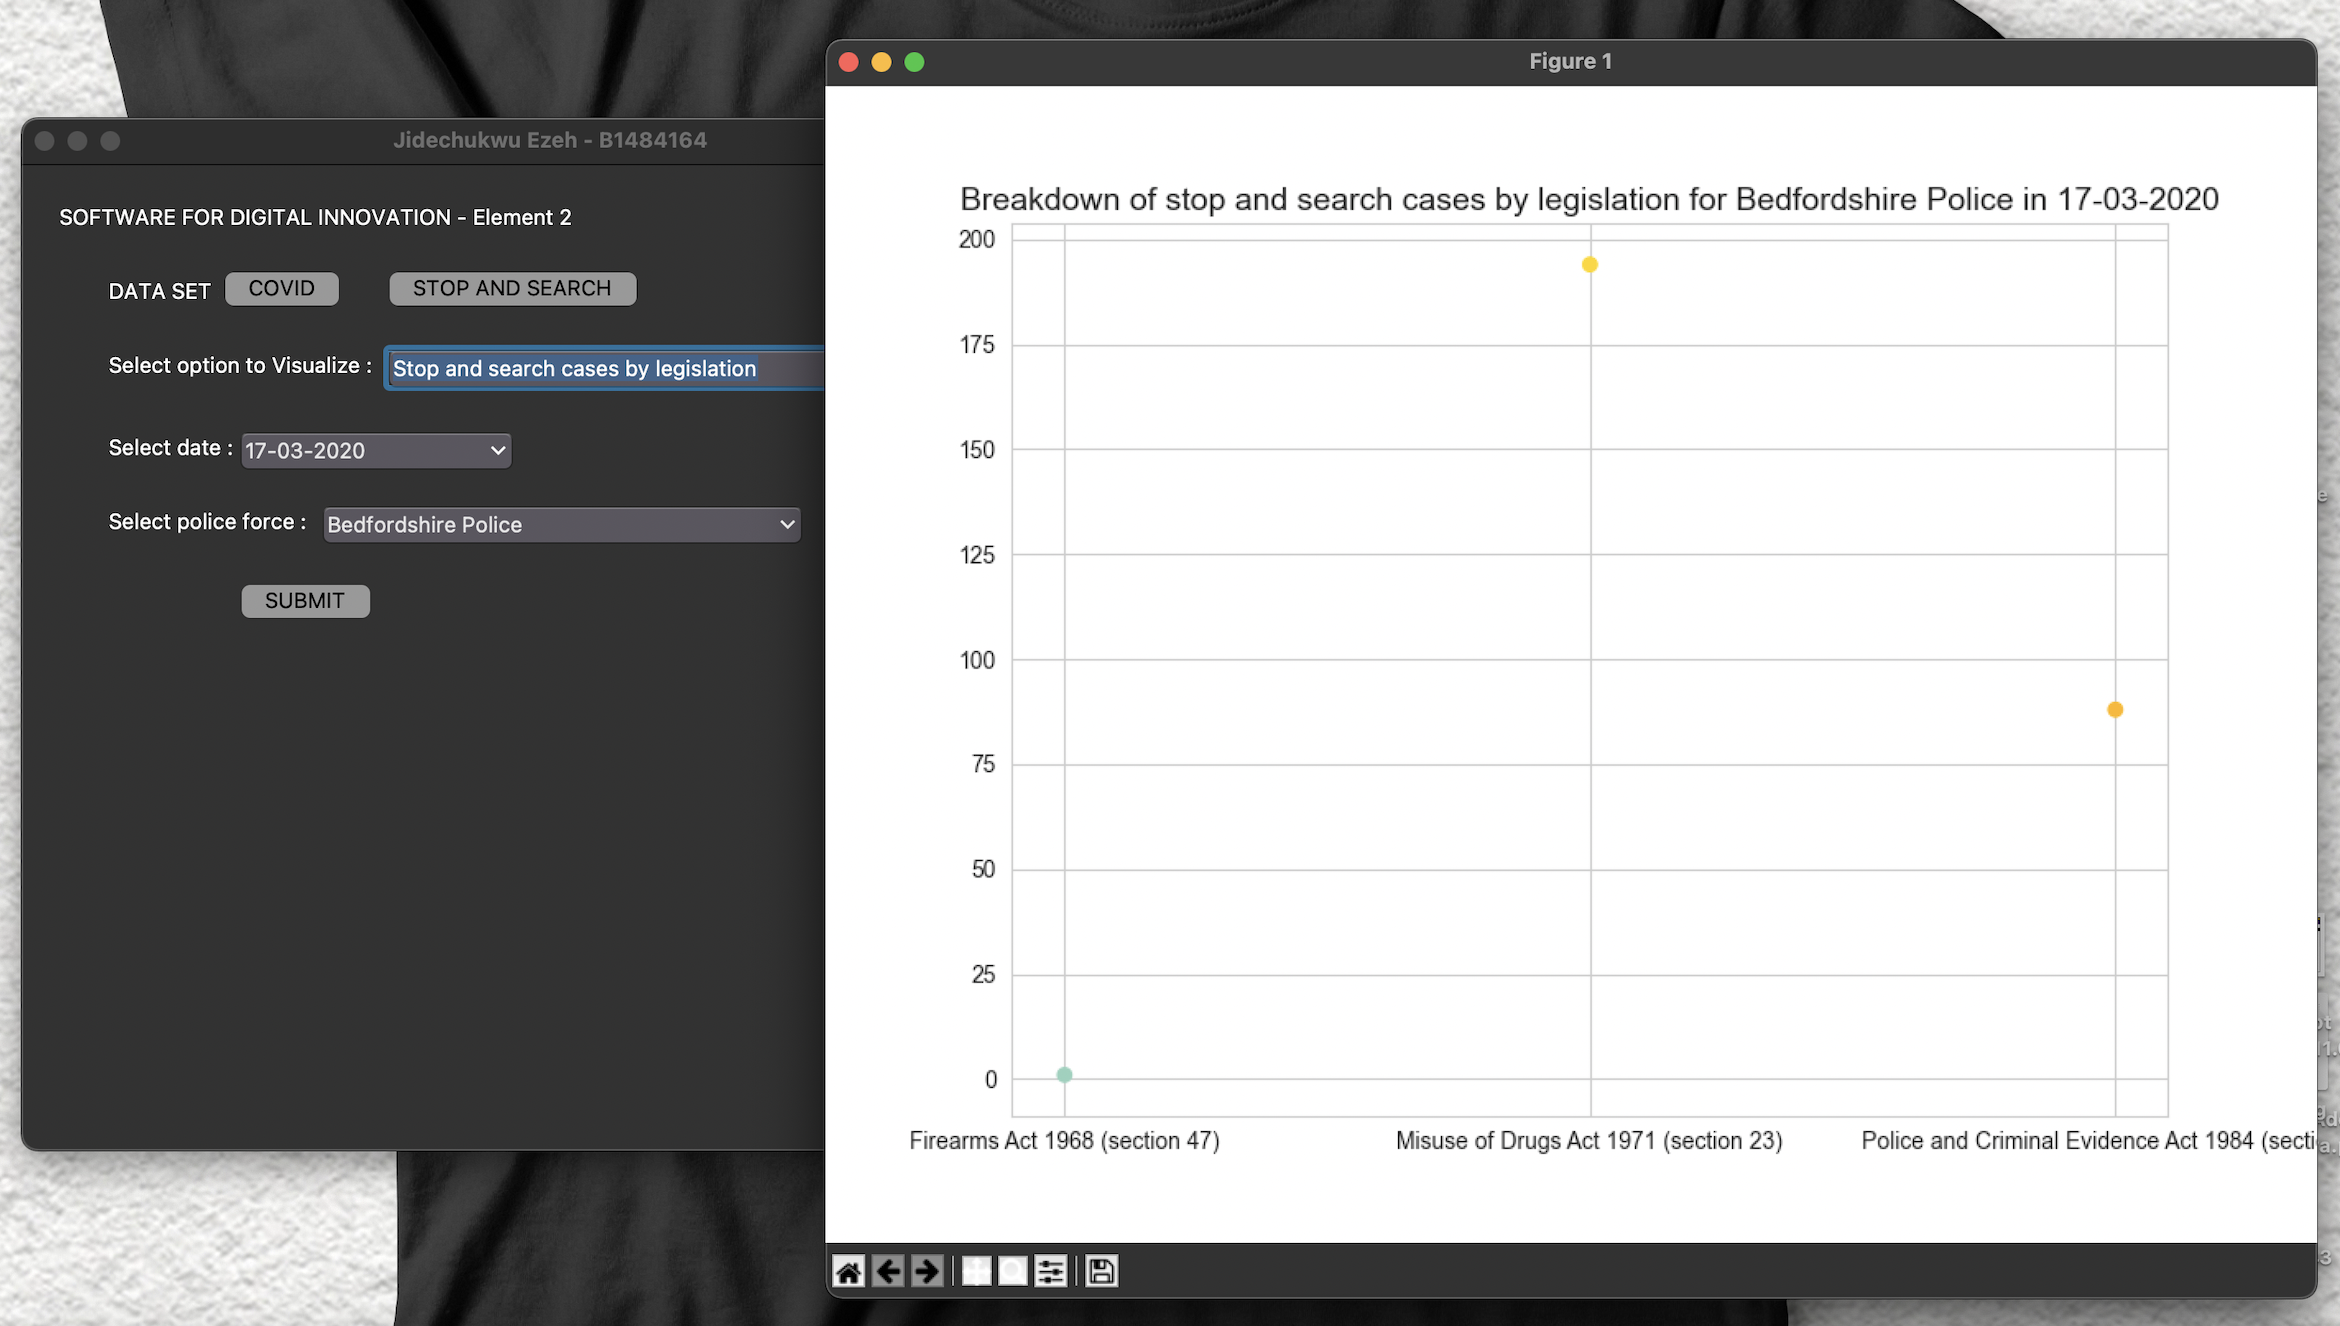 Figure 1
Jidechukwu Ezeh - B1484164
SOFTWARE FOR DIGITAL INNOVATION - Element 2
DATA SET COVID STOP AND SEARCH
Select option to Visualize : Stop and search cases by legislation
Select date : 17-03-2020
Select police force : Bedfordshire Police
SUBMIT
Breakdown of stop and search cases by legislation for Bedfordshire Police in 17-03-2020
200
175
150
125
100
75
50
25
0
Firearms Act 1968 (section 47) Misuse of Drugs Act 1971 (section 23) Police and Criminal Evidence Act 1984 (secti